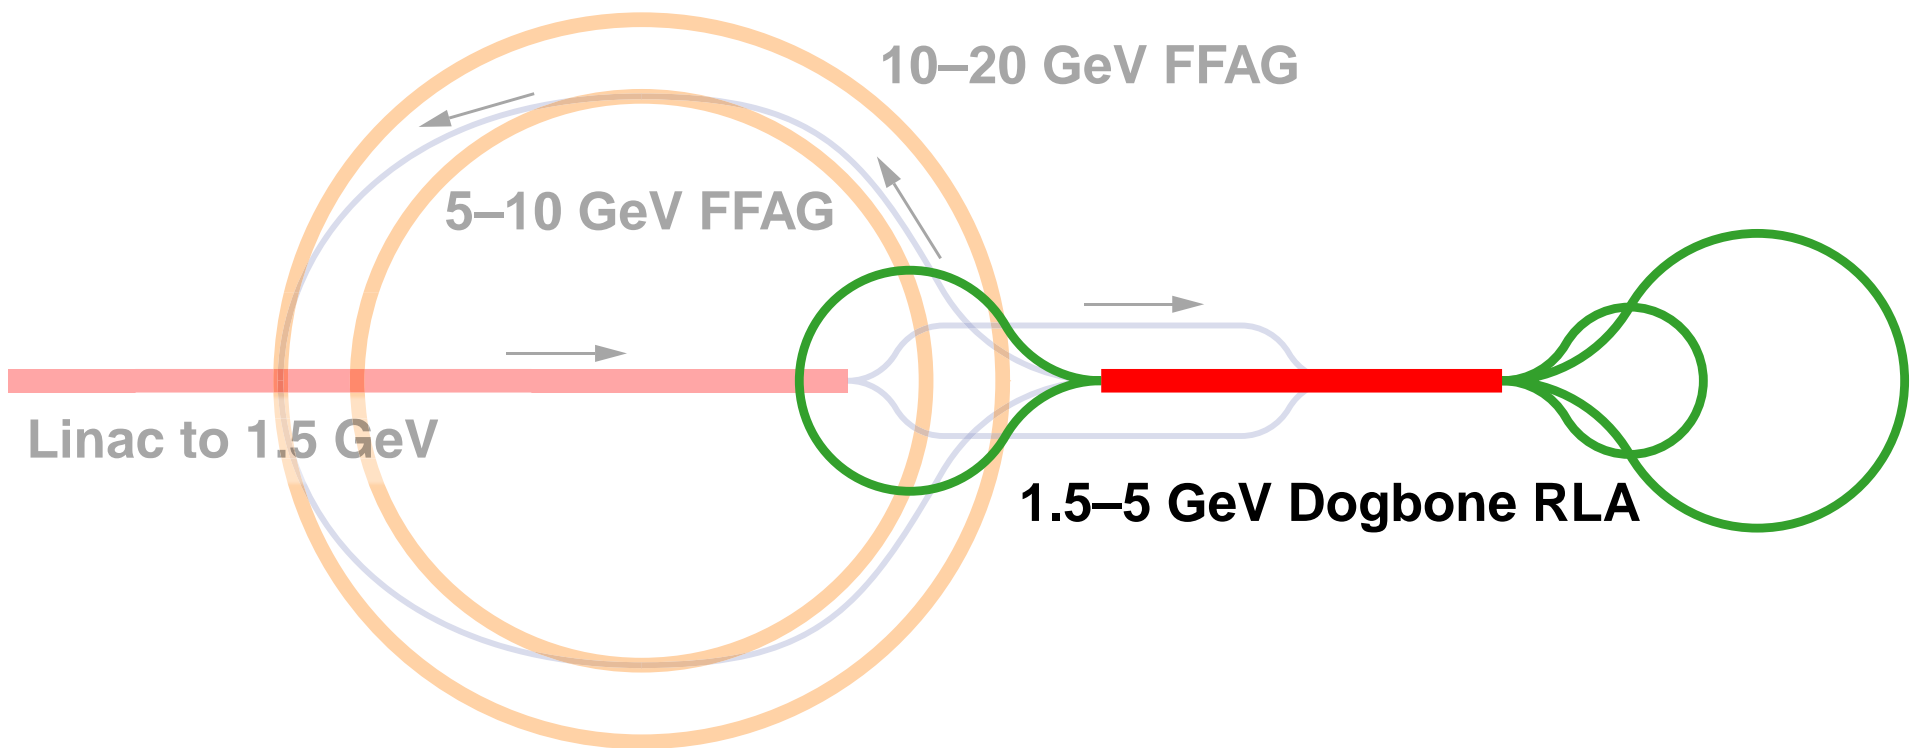 10–20 GeV FFAG
5–10 GeV FFAG
Linac to 1.5 GeV
1.5–5 GeV Dogbone RLA